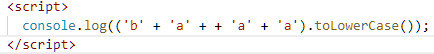 <script>
console.log(('b' + 'a' + + 'a' + 'a').toLowerCase());
</script>